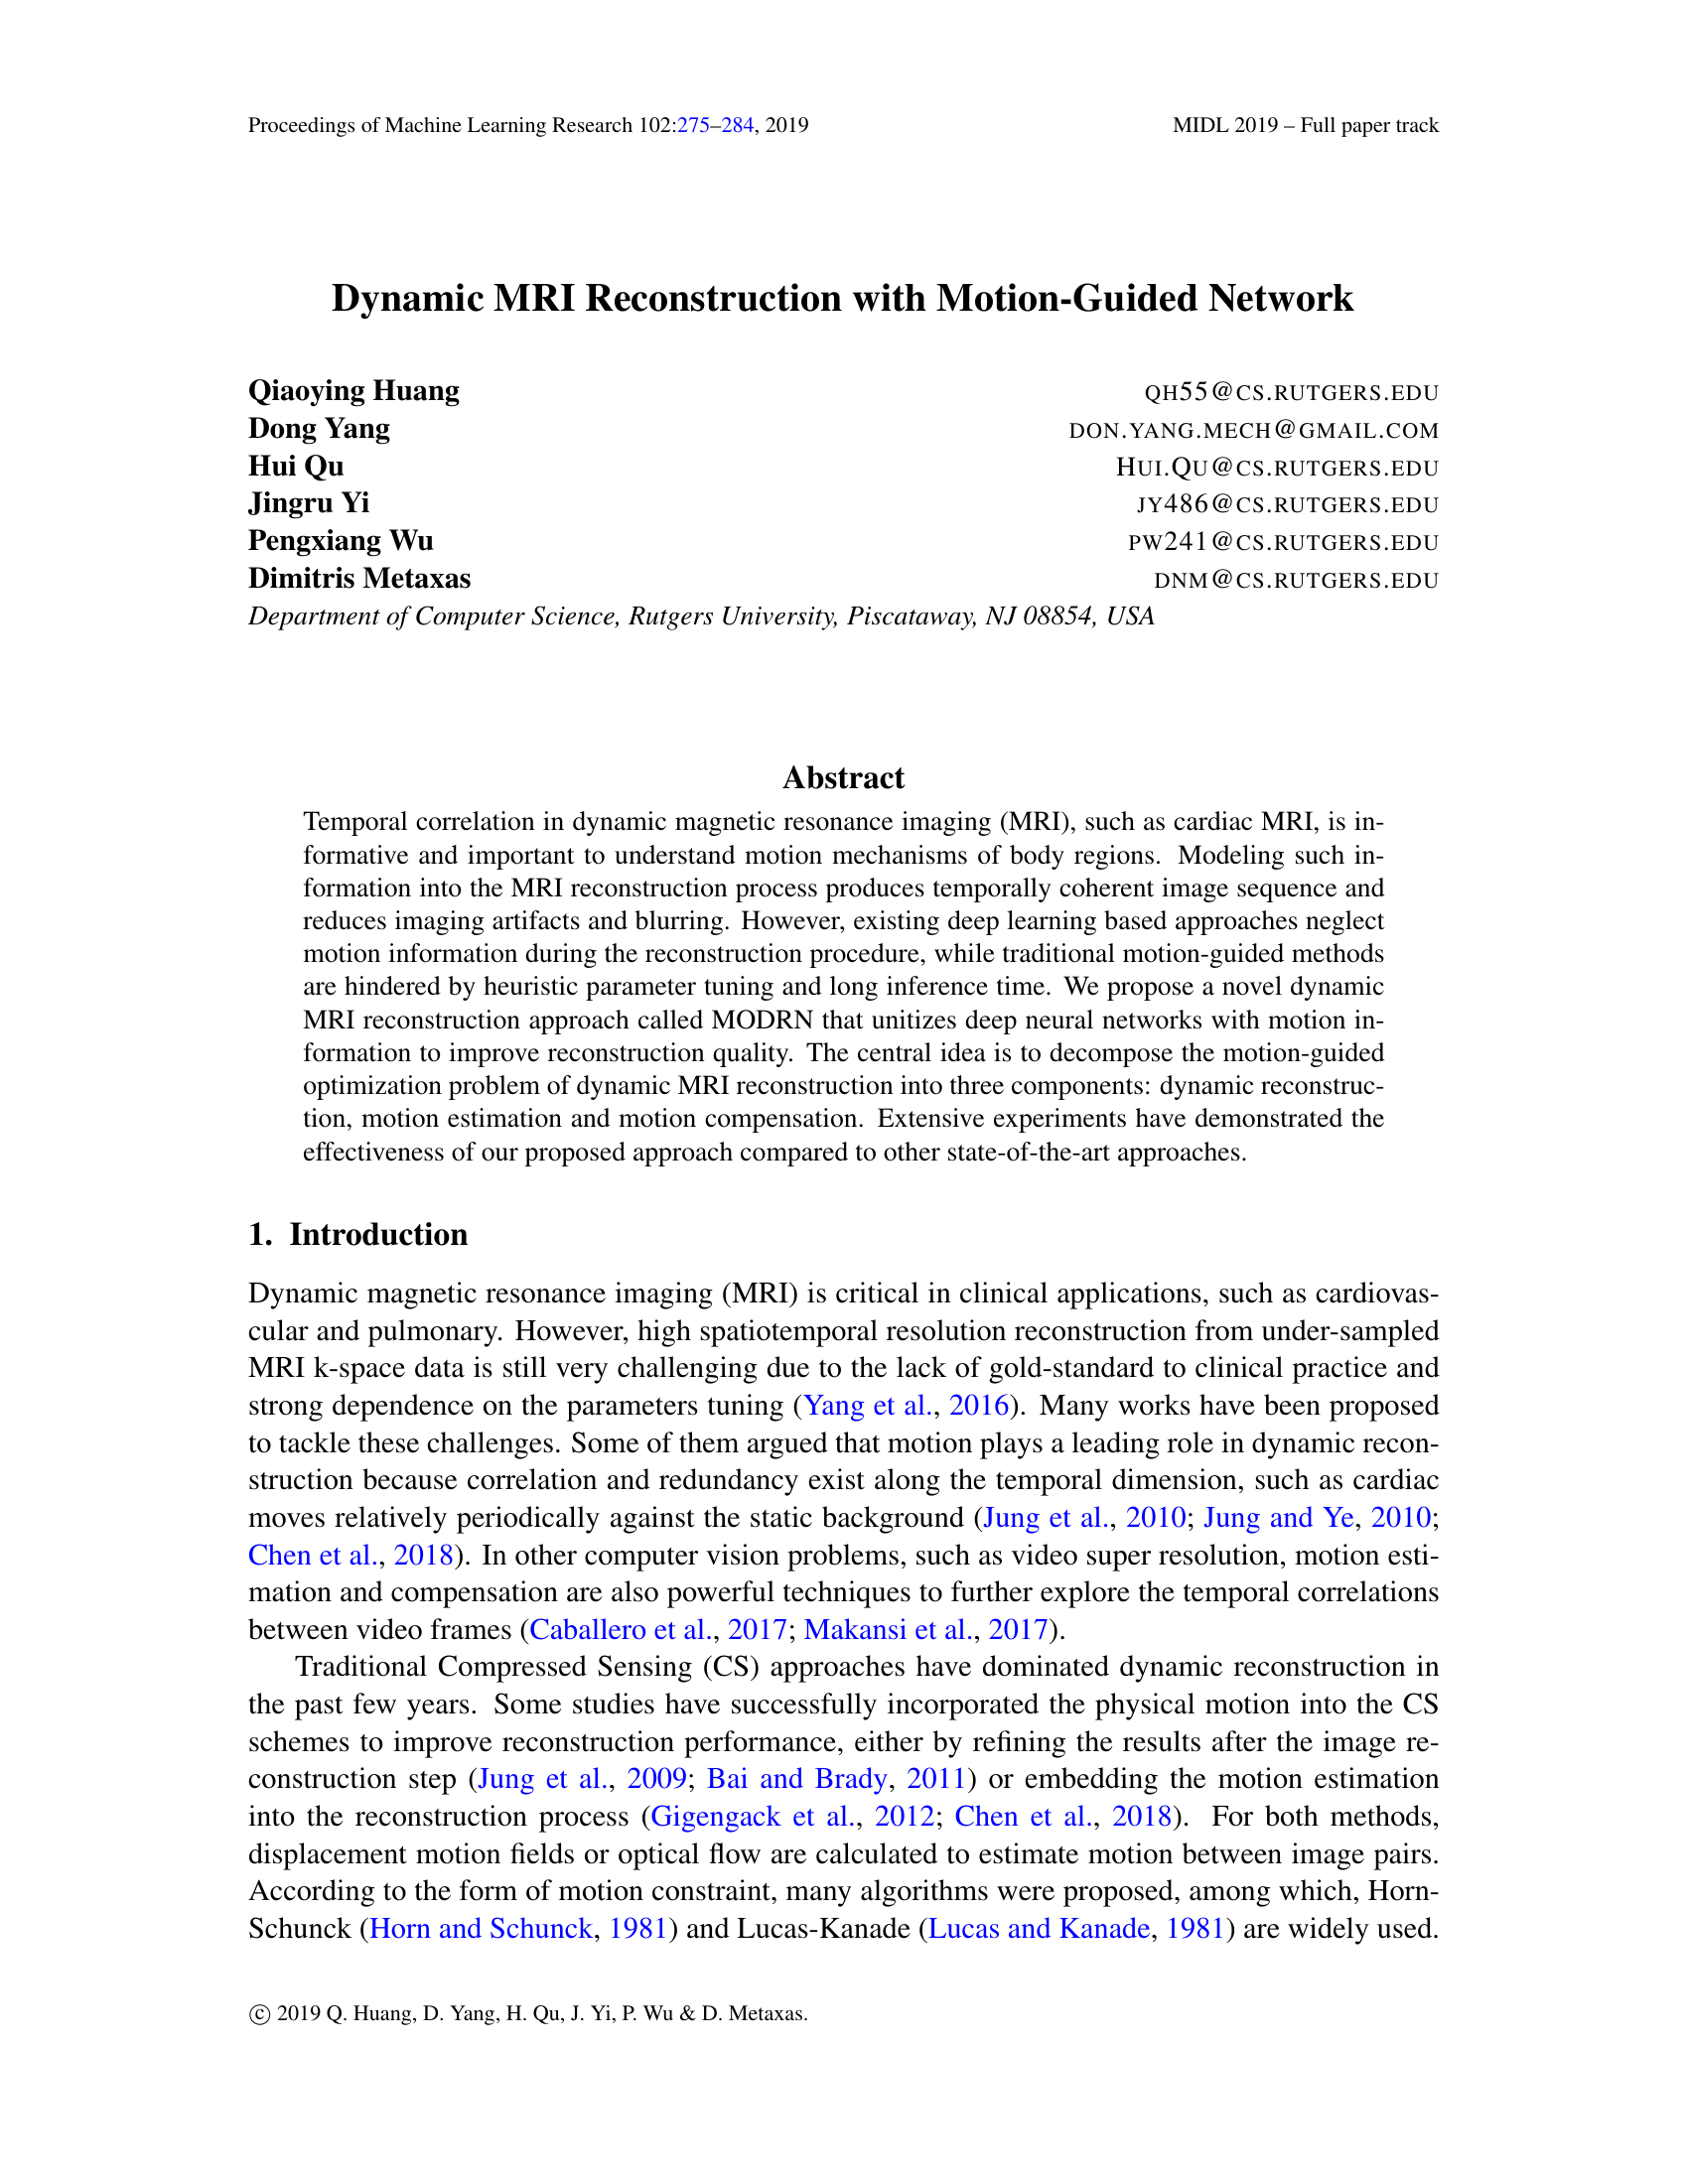 Proceedings of Machine Learning Research 102:275–284, 2019 MIDL 2019 – Full paper track
Dynamic MRI Reconstruction with Motion-Guided Network
Qiaoying Huang QH55@CS.RUTGERS.EDU
Dong Yang DON.YANG.MECH@GMAIL.COM
Hui Qu HUI.QU@CS.RUTGERS.EDU
Jingru Yi JY486@CS.RUTGERS.EDU
Pengxiang Wu PW241@CS.RUTGERS.EDU
Dimitris Metaxas DNM@CS.RUTGERS.EDU
Department of Computer Science, Rutgers University, Piscataway, NJ 08854, USA
Abstract
Temporal correlation in dynamic magnetic resonance imaging (MRI), such as cardiac MRI, is in-
formative and important to understand motion mechanisms of body regions. Modeling such in-
formation into the MRI reconstruction process produces temporally coherent image sequence and
reduces imaging artifacts and blurring. However, existing deep learning based approaches neglect
motion information during the reconstruction procedure, while traditional motion-guided methods
are hindered by heuristic parameter tuning and long inference time. We propose a novel dynamic
MRI reconstruction approach called MODRN that unitizes deep neural networks with motion in-
formation to improve reconstruction quality. The central idea is to decompose the motion-guided
optimization problem of dynamic MRI reconstruction into three components: dynamic reconstruc-
tion, motion estimation and motion compensation. Extensive experiments have demonstrated the
effectiveness of our proposed approach compared to other state-of-the-art approaches.
1. Introduction
Dynamic magnetic resonance imaging (MRI) is critical in clinical applications, such as cardiovas-
cular and pulmonary. However, high spatiotemporal resolution reconstruction from under-sampled
MRI k-space data is still very challenging due to the lack of gold-standard to clinical practice and
strong dependence on the parameters tuning (Yang et al., 2016). Many works have been proposed
to tackle these challenges. Some of them argued that motion plays a leading role in dynamic recon-
struction because correlation and redundancy exist along the temporal dimension, such as cardiac
moves relatively periodically against the static background (Jung et al., 2010; Jung and Ye, 2010;
Chen et al., 2018). In other computer vision problems, such as video super resolution, motion esti-
mation and compensation are also powerful techniques to further explore the temporal correlations
between video frames (Caballero et al., 2017; Makansi et al., 2017).
Traditional Compressed Sensing (CS) approaches have dominated dynamic reconstruction in
the past few years. Some studies have successfully incorporated the physical motion into the CS
schemes to improve reconstruction performance, either by refining the results after the image re-
construction step (Jung et al., 2009; Bai and Brady, 2011) or embedding the motion estimation
into the reconstruction process (Gigengack et al., 2012; Chen et al., 2018). For both methods,
displacement motion fields or optical flow are calculated to estimate motion between image pairs.
According to the form of motion constraint, many algorithms were proposed, among which, Horn-
Schunck (Horn and Schunck, 1981) and Lucas-Kanade (Lucas and Kanade, 1981) are widely used.
© 2019 Q. Huang, D. Yang, H. Qu, J. Yi, P. Wu & D. Metaxas.